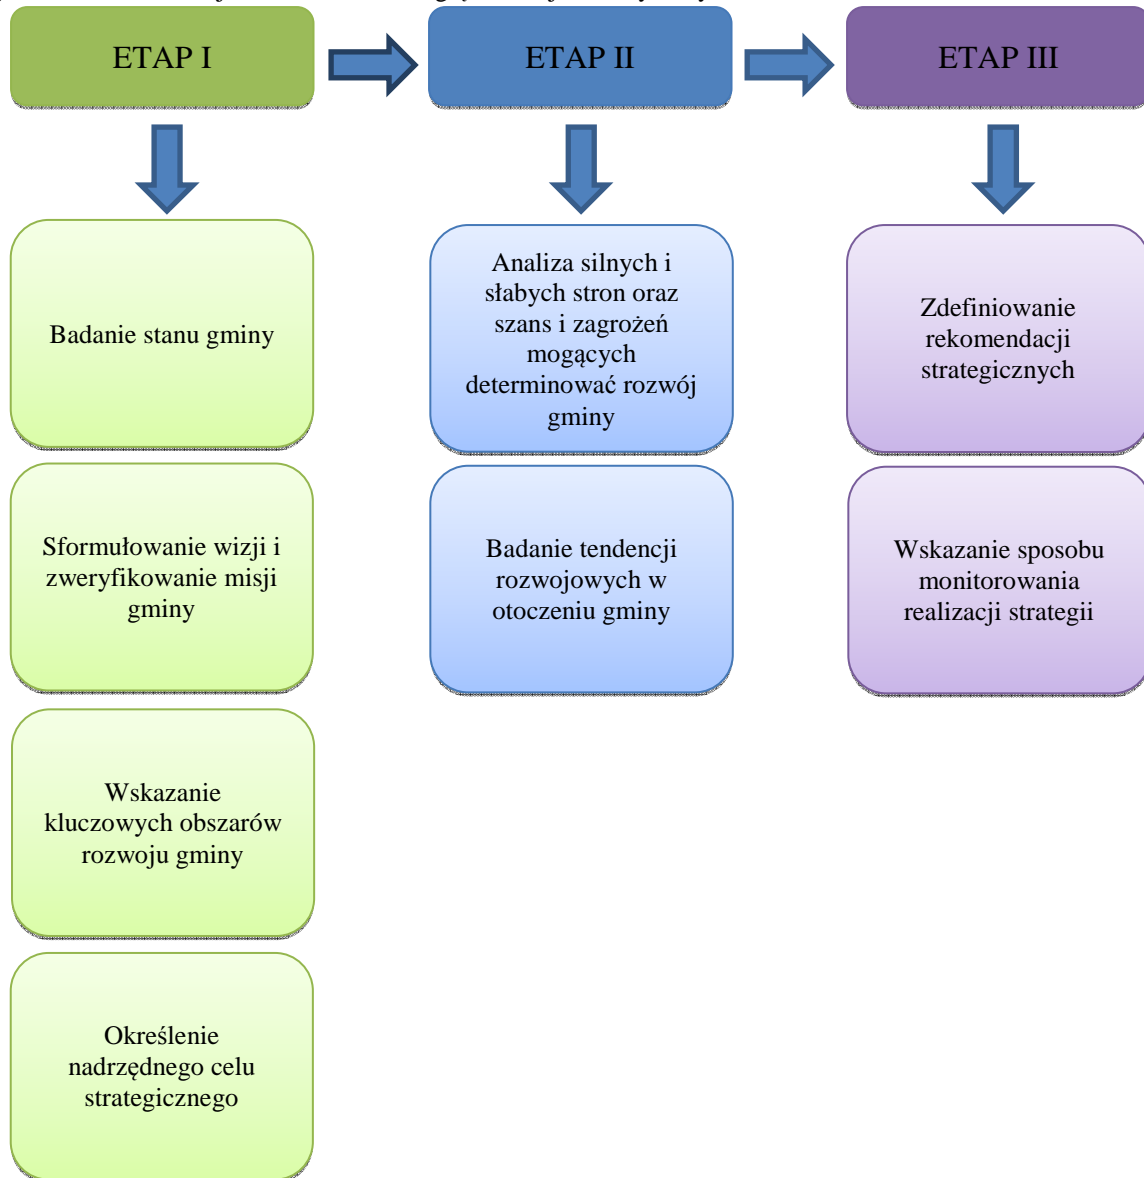 ETAP I
ETAP II
ETAP III
Badanie stanu gminy
Sformułowanie wizji i
zweryfikowanie misji
gminy
Wskazanie
kluczowych obszarów
rozwoju gminy
Określenie
nadrzędnego celu
strategicznego
Analiza silnych i
słabych stron oraz
szans i zagrożeń
mogących
determinować rozwój
gminy
Badanie tendencji
rozwojowych w
otoczeniu gminy
Zdefiniowanie
rekomendacji
strategicznych
Wskazanie sposobu
monitorowania
realizacji strategii